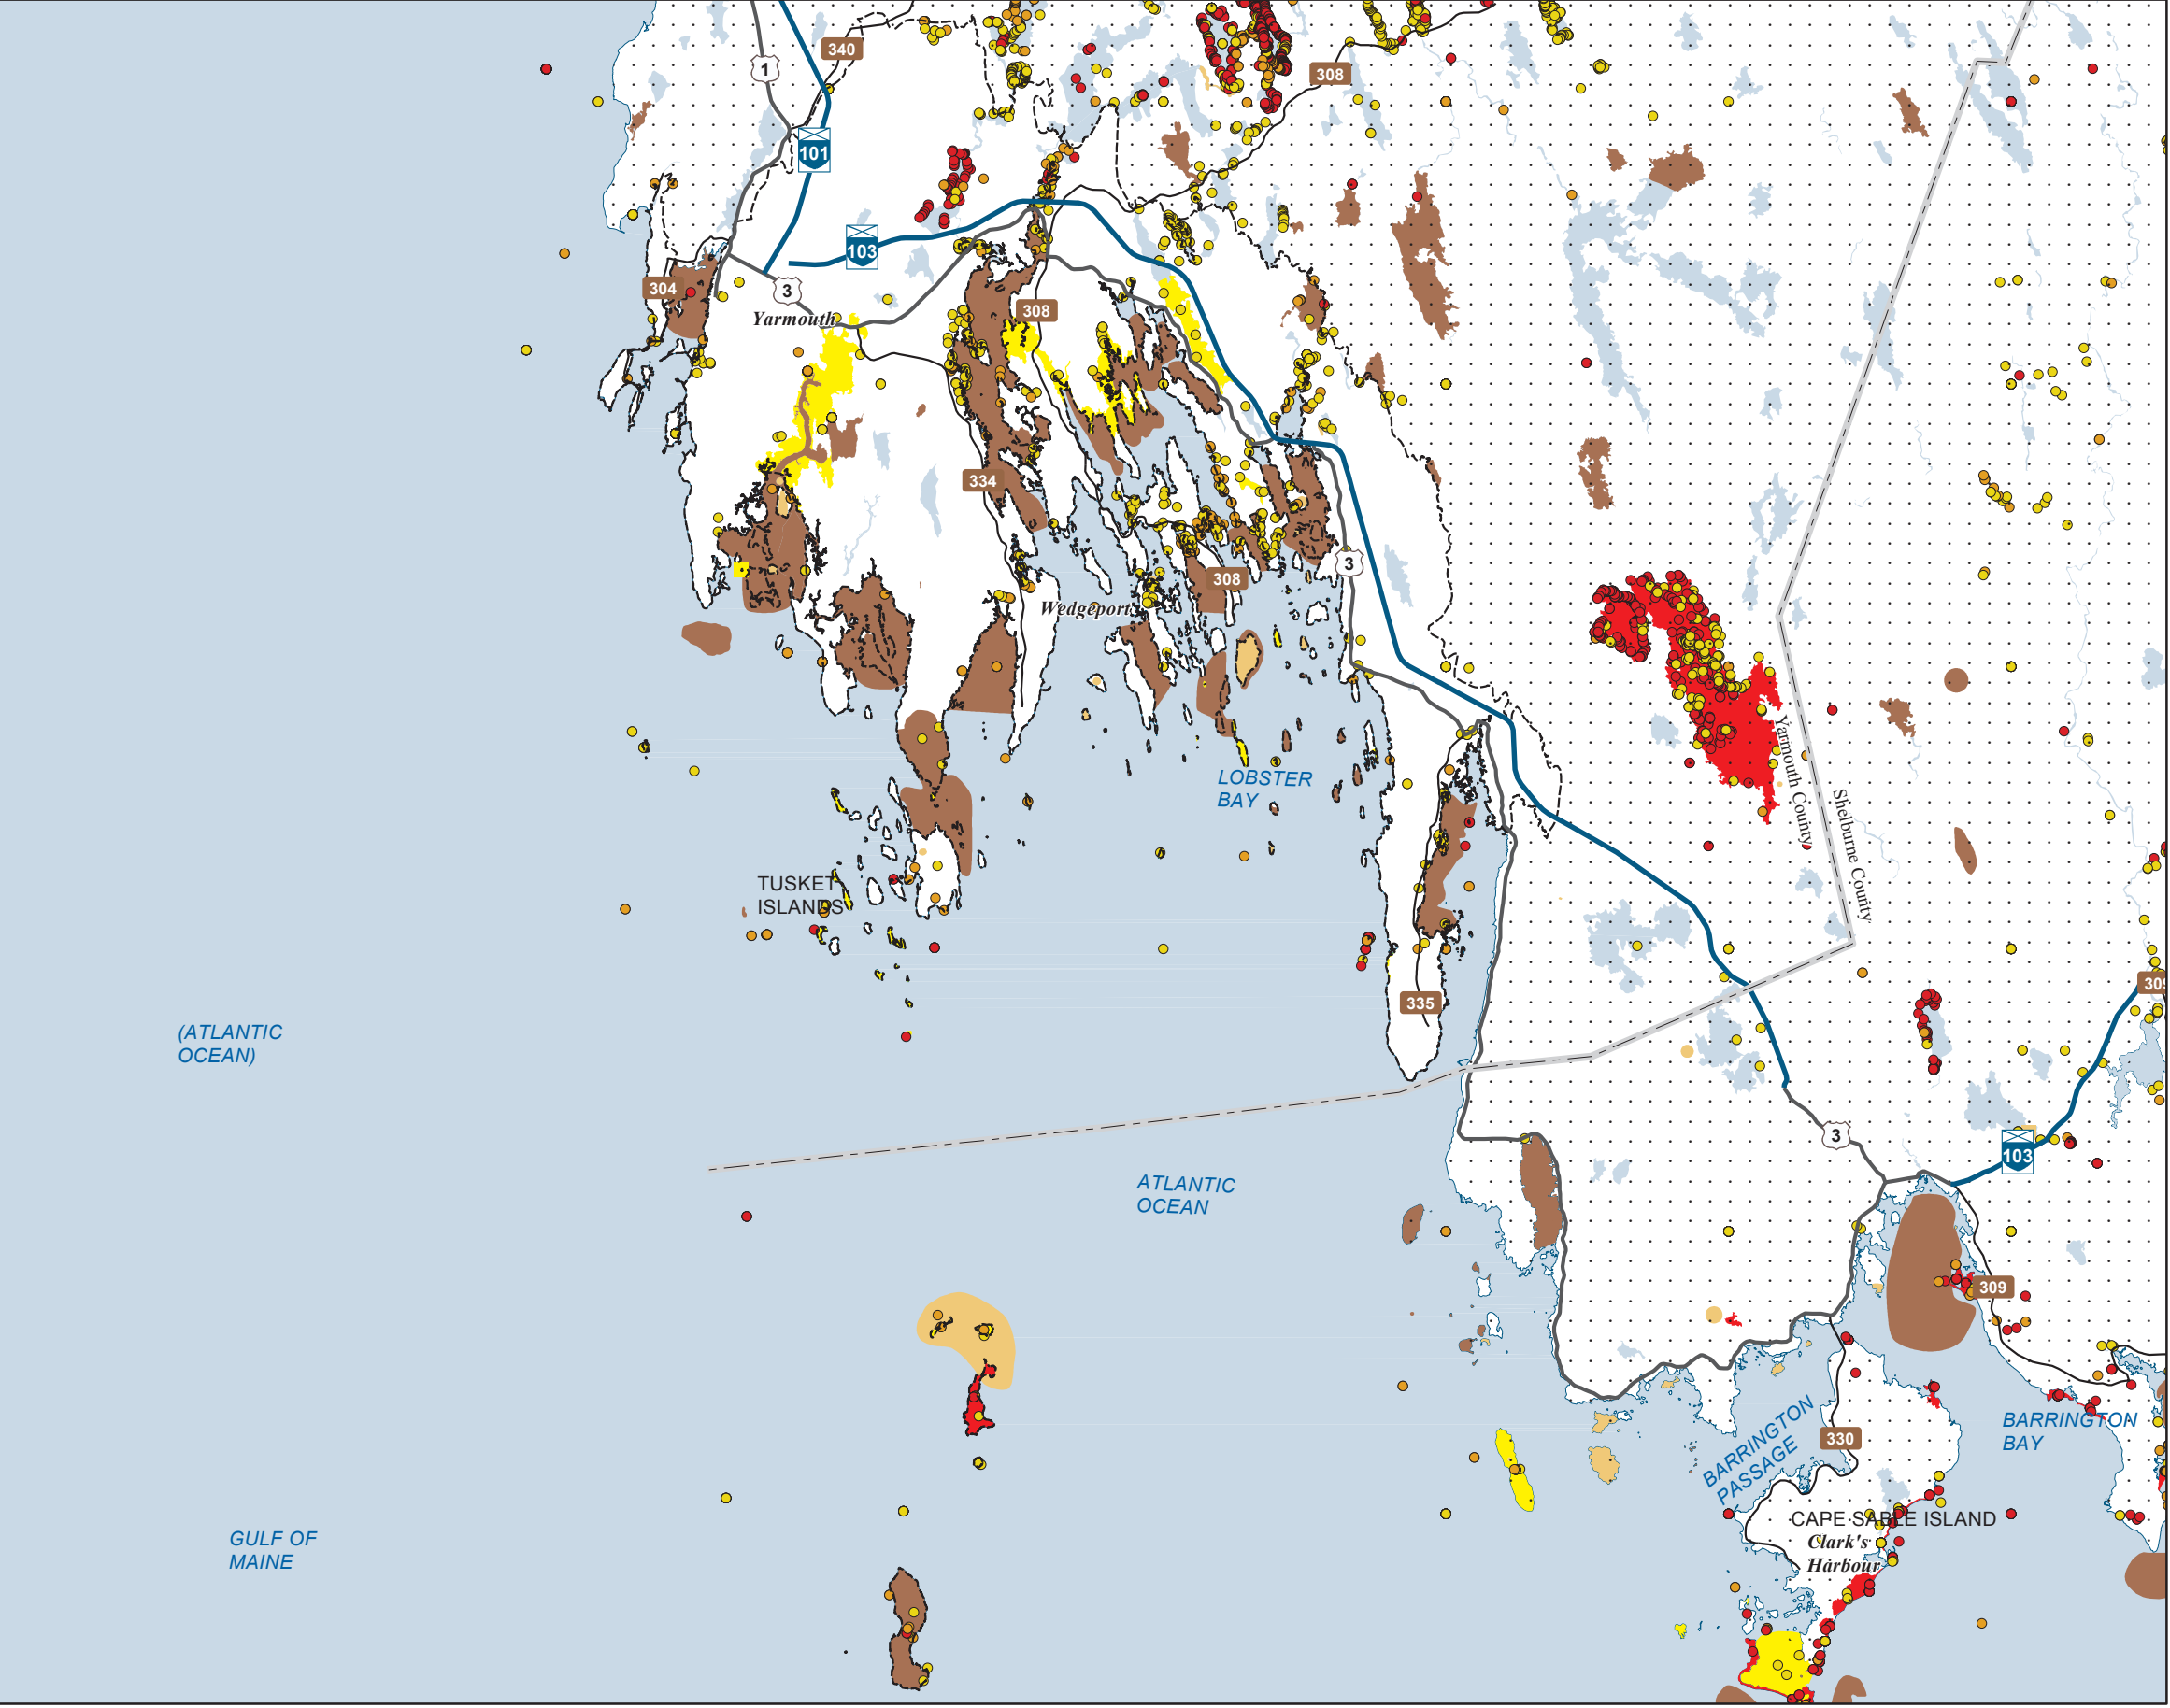 340
1
308
101
103
304
3
Yarmouth
308
334
3
308
Wedgeport
LOBSTER
BAY
Yarmouth County
Shelburne County
TUSKET
ISLANDS
309
335
(ATLANTIC
OCEAN)
3
103
ATLANTIC
OCEAN
309
BARRINGTON
PASSAGE
330
BARRINGTON
BAY
CAPE SABLE ISLAND
Clark's
Harbour
GULF OF
MAINE